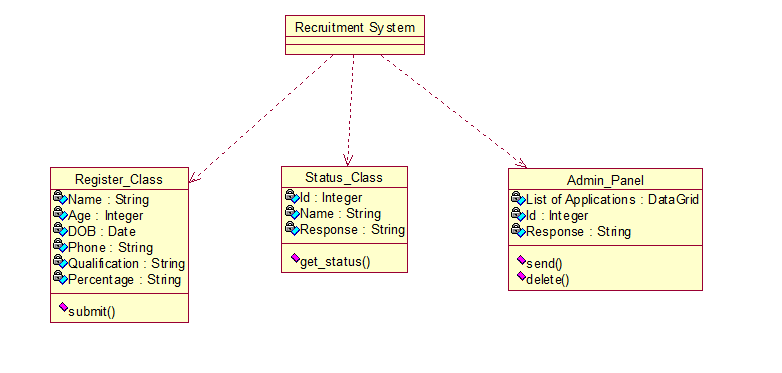 Recruitment System
Register_Class
Name : String
Age : Integer
DOB : Date
Phone : String
Qualification : String
Percentage : String
submit()
Status_Class
Id : Integer
Name : String
Response : String
get_status()
Admin_Panel
List of Applications : DataGrid
Id : Integer
Response : String
send()
delete()